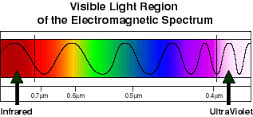 Visible Light Region
of the Electromagnetic Spectrum
0.7μm 0.6μm 0.5μm 0.4μm
Infrared UltraViolet